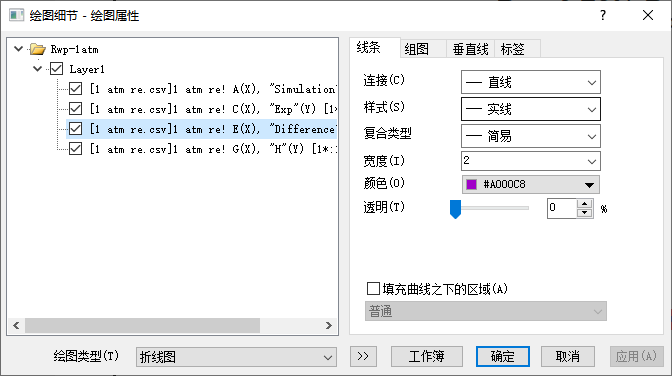 绘图细节 - 绘图属性
Rwp-1atm
Layer1
[1 atm re.csv]1 atm re! A(X), "Simulation"
[1 atm re.csv]1 atm re! C(X), "Exp"(Y) [1*
[1 atm re.csv]1 atm re! E(X), "Difference"
[1 atm re.csv]1 atm re! G(X), "H"(Y) [1*:
线条 组图 垂直线 标签
连接(C) 直线
样式(S) 实线
复合类型 简易
宽度(I) 2
颜色(O) #A000C8
透明(T) 0 %
填充曲线之下的区域(A)
普通
绘图类型(T) 折线图 >> 工作簿 确定 取消 应用(A)